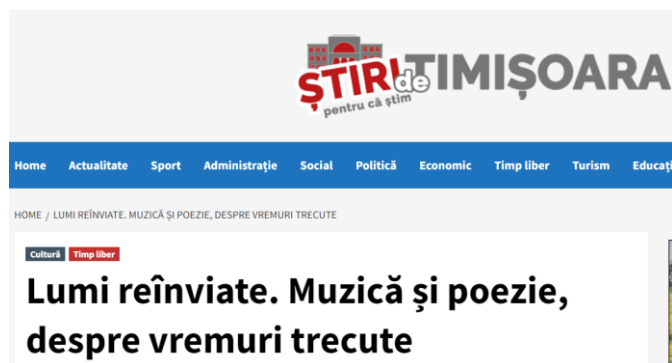 ȘTIRI de TIMIȘOARA
pentru că știm
Home Actualitate Sport Administrație Social Politică Economic Timp liber Turism
HOME / LUMI REÎNVIATE. MUZICĂ ȘI POEZIE, DESPRE VREMURI TRECUTE
Cultură Timp liber
Lumi reînviate. Muzică și poezie,
despre vremuri trecute